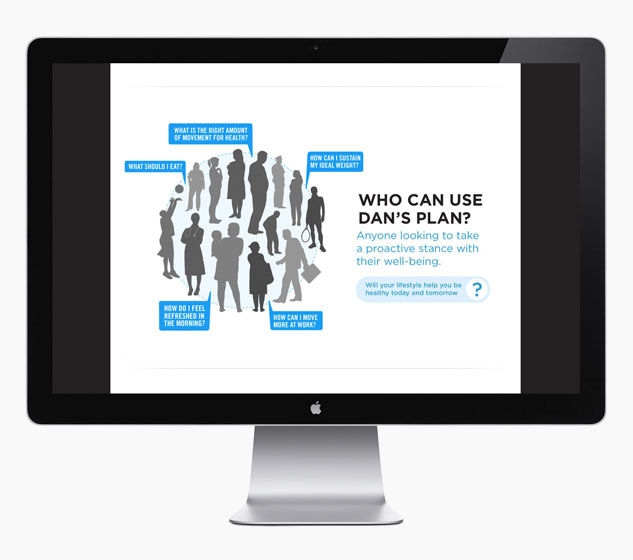 WHAT IS THE RIGHT AMOUNT
OF MOVEMENT FOR HEALTH?
WHAT SHOULD I EAT?
HOW CAN I SUSTAIN
MY IDEAL WEIGHT?
WHO CAN USE
DAN'S PLAN?
Anyone looking to take
a proactive stance with
their well-being.
Will your lifestyle help you be
healthy today and tomorrow
?
HOW DO I FEEL
REFRESHED IN
THE MORNING?
HOW CAN I MOVE
MORE AT WORK?